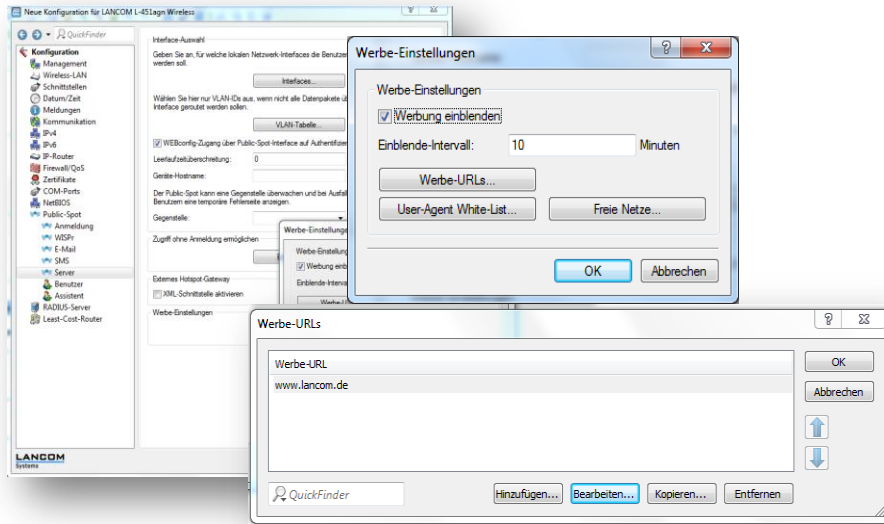 Neue Konfiguration für LANCOM L-451agn Wireless
QuickFinder
Konfiguration
Management
Wireless-LAN
Schnittstellen
Datum/Zeit
Meldungen
Kommunikation
IPv4
IPv6
IP-Router
Firewall/QoS
Zertifikate
COM-Ports
NetBIOS
Public-Spot
Anmeldung
WISPr
E-Mail
SMS
Server
Benutzer
Assistent
RADIUS-Server
Least-Cost-Router
LANCOM
Systems
Interface-Auswahl
Geben Sie an, für welche lokalen Netzwerk-Interfaces die Benutzer
werden soll.
Interfaces...
Wählen Sie hier nur VLAN-IDs aus, wenn nicht alle Datenpakete
Interface geroutet werden sollen.
VLAN-Tabelle...
WEBconfig-Zugang über Public-Spot-Interface auf
Leerlaufzeitüberschreitung: 0
Geräte-Hostname:
Der Public-Spot kann eine Gegenstelle überwachen und bei Ausfall
Benutzern eine temporäre Fehlerseite anzeigen.
Gegenstelle:
Zugriff ohne Anmeldung ermöglichen
Externes Hotspot-Gateway
XML-Schnittstelle aktivieren
Werbe-Einstellungen
Werbe-Einstellungen
Werbung
Werbe-Einstellungen
Werbe-Einstellungen
Werbung einblenden
Einblende-Intervall: 10 Minuten
Werbe-URLs...
User-Agent White-List... Freie Netze...
OK Abbrechen
Werbe-URLs
Werbe-URL
www.lancom.de
OK
Abbrechen
QuickFinder
Hinzufügen... Bearbeiten... Kopieren... Entfernen